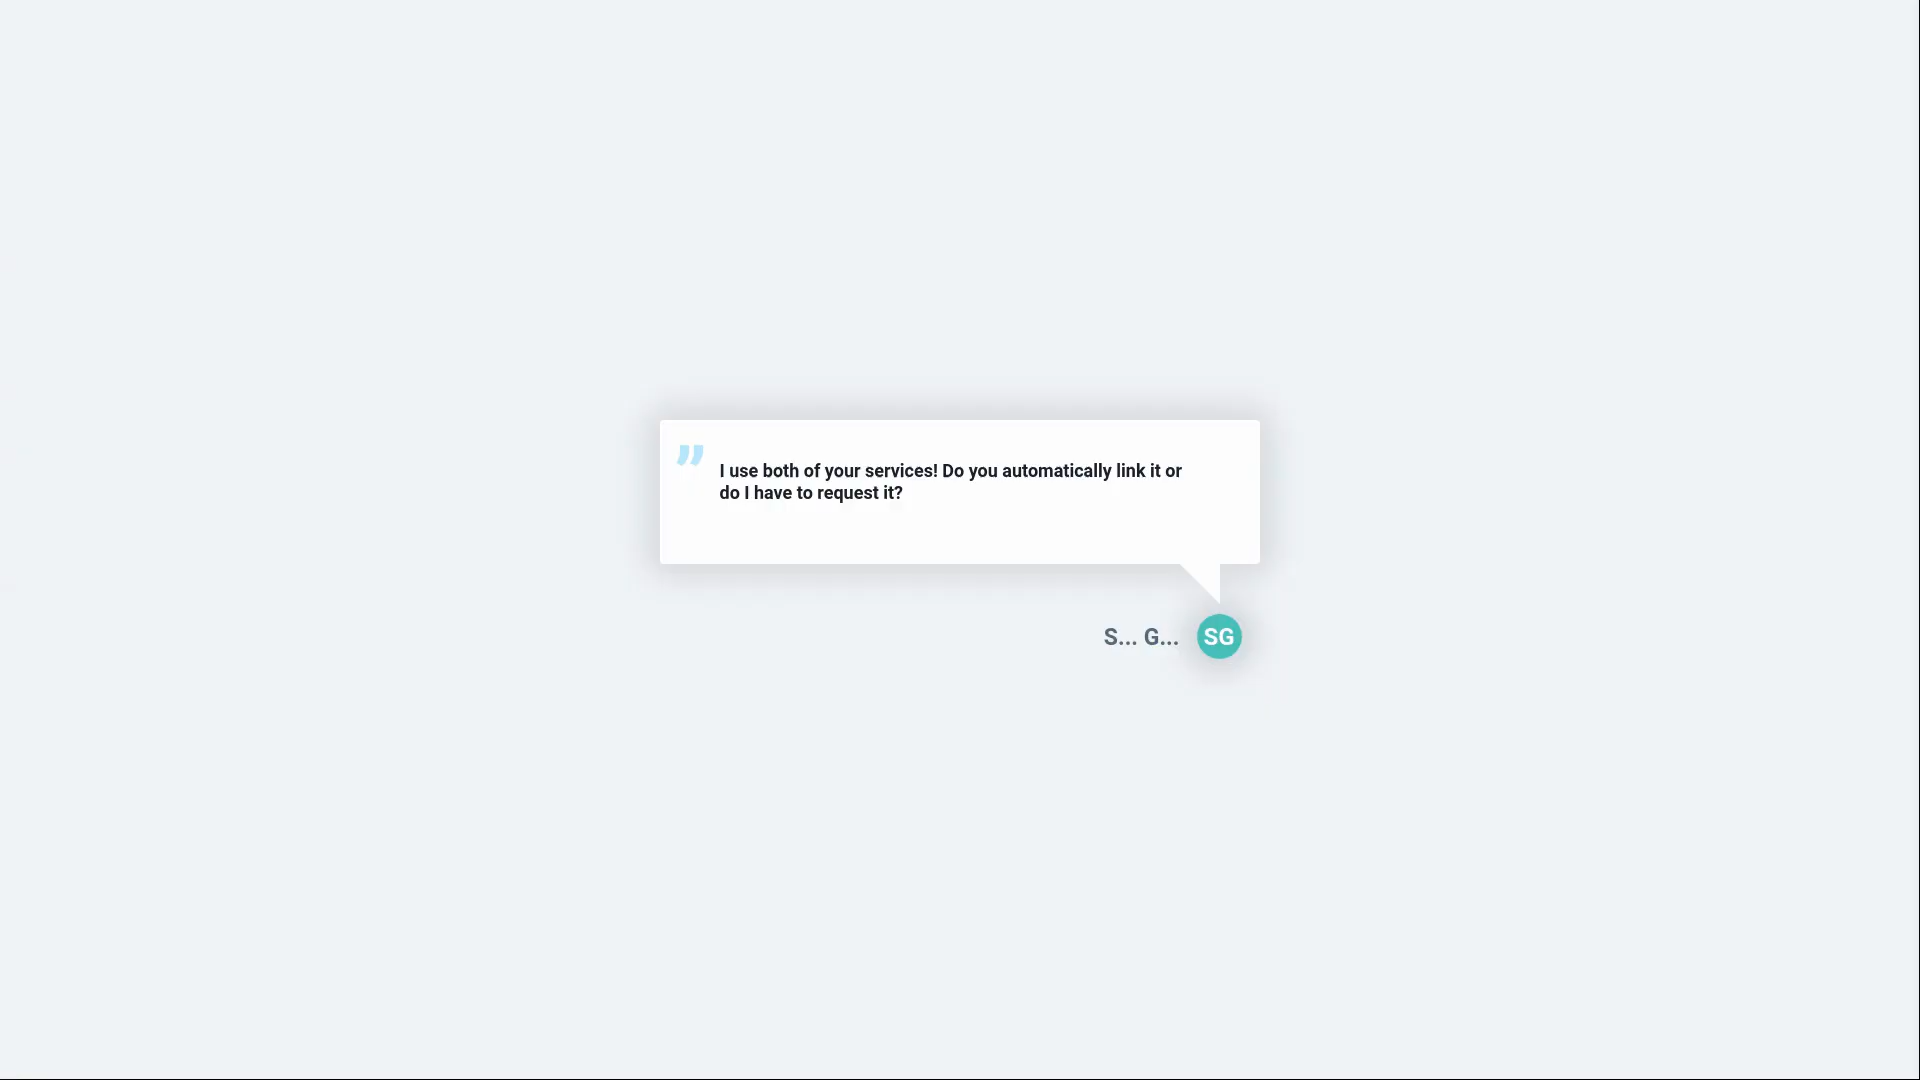 ”
I use both of your services! Do you automatically link it or
do I have to request it?
S... G... SG